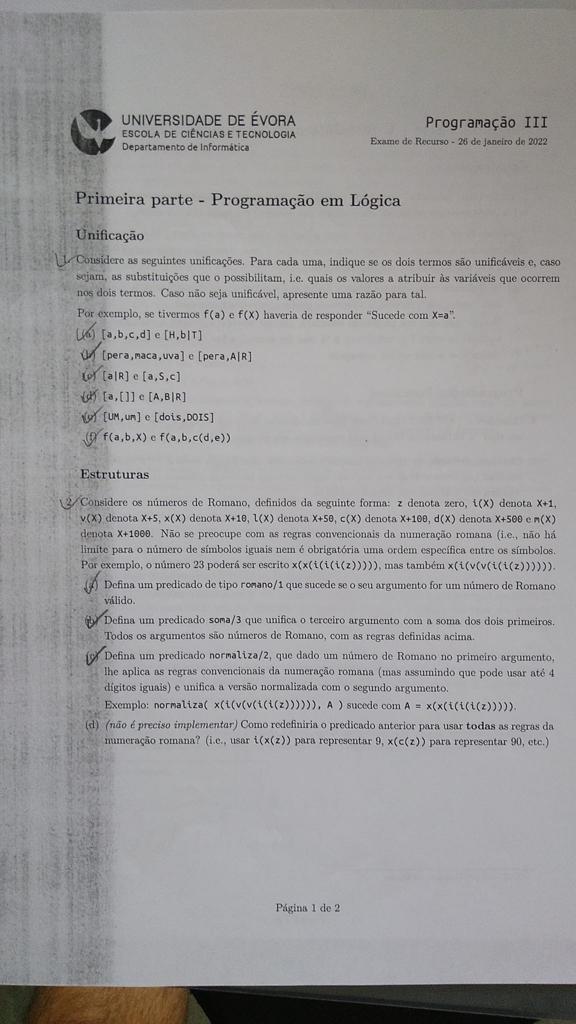 UNIVERSIDADE DE ÉVORA
ESCOLA DE CIÊNCIAS E TECNOLOGIA
Departamento de Informática
Programação III
Exame de Recurso - 26 de janeiro de 2022
Primeira parte - Programação em Lógica
Unificação
1. Considere as seguintes unificações. Para cada uma, indique se os dois termos são unificáveis e, caso
sejam, as substituições que o possibilitam, i.e. quais os valores a atribuir às variáveis que ocorrem
nos dois termos. Caso não seja unificável, apresente uma razão para tal.
Por exemplo, se tivermos f(a) e f(X) haveria de responder “Sucede com X=a”.
(a) [a,b,c,d] e [H,b|T]
(b) [pera,maca,uva] e [pera,A|R]
(c) [a|R] e [a,S,c]
(d) [a,[]] e [A,B|R]
(e) [UM,um] e [dois,DOIS]
(f) f(a,b,X) e f(a,b,c(d,e))
Estruturas
2. Considere os números de Romano, definidos da seguinte forma: z denota zero, i(X) denota X+1,
v(X) denota X+5, x(X) denota X+10, l(X) denota X+50, c(X) denota X+100, d(X) denota X+500 e m(X)
denota X+1000. Não se preocupe com as regras convencionais da numeração romana (i.e., não há
limite para o número de símbolos iguais nem é obrigatória uma ordem específica entre os símbolos.
Por exemplo, o número 23 poderá ser escrito x(x(i(i(i(z))))), mas também x(i(v(v(i(i(z)))))).
(a) Defina um predicado de tipo romano/1 que sucede se o seu argumento for um número de Romano
válido.
(b) Defina um predicado soma/3 que unifica o terceiro argumento com a soma dos dois primeiros.
Todos os argumentos são números de Romano, com as regras definidas acima.
(c) Defina um predicado normaliza/2, que dado um número de Romano no primeiro argumento,
lhe aplica as regras convencionais da numeração romana (mas assumindo que pode usar até 4
dígitos iguais) e unifica a versão normalizada com o segundo argumento.
Exemplo: normaliza( x(i(v(v(i(i(z)))))), A ) sucede com A = x(x(i(i(i(z))))).
(d) (não é preciso implementar) Como redefiniria o predicado anterior para usar todas as regras da
numeração romana? (i.e., usar i(x(z)) para representar 9, x(c(z)) para representar 90, etc.)
Página 1 de 2